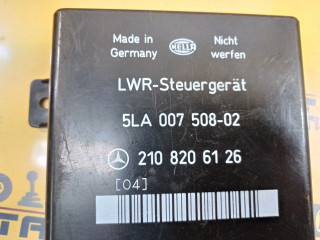 Made in
Germany
HELLA
Nicht
werfen
LWR-Steuergerät
5LA 007 508-02
210 820 61 26
[04]